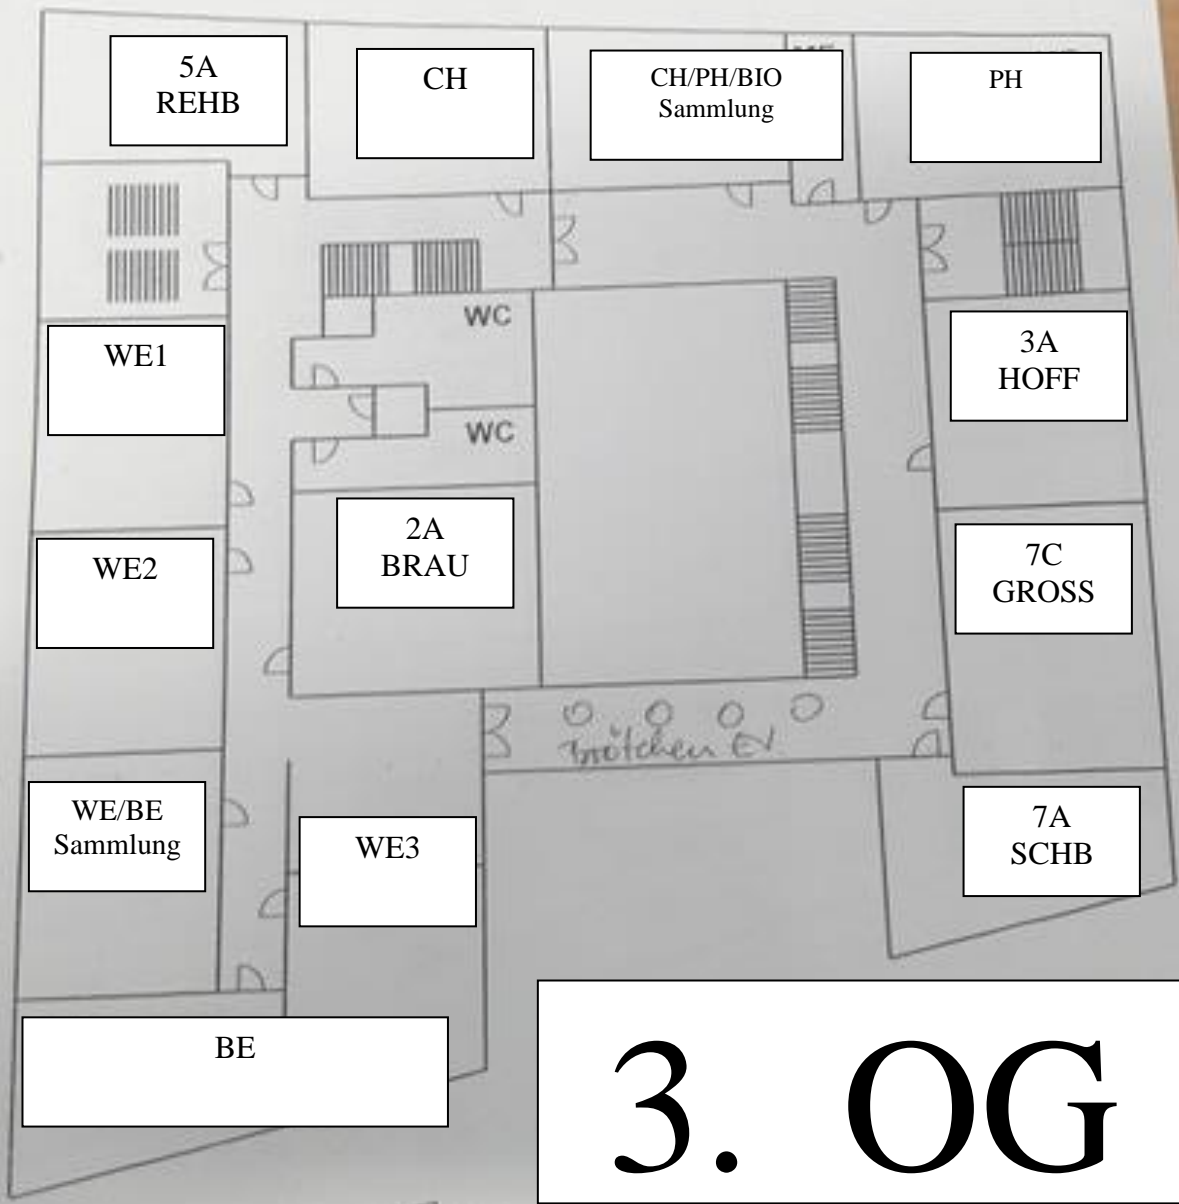 5A
REHB
CH
CH/PH/BIO
Sammlung
PH
WC
WE1
3A
HOFF
WC
2A
BRAU
WE2
7C
GROSS
Brötchen EV
WE/BE
Sammlung
WE3
7A
SCHB
BE
3. OG